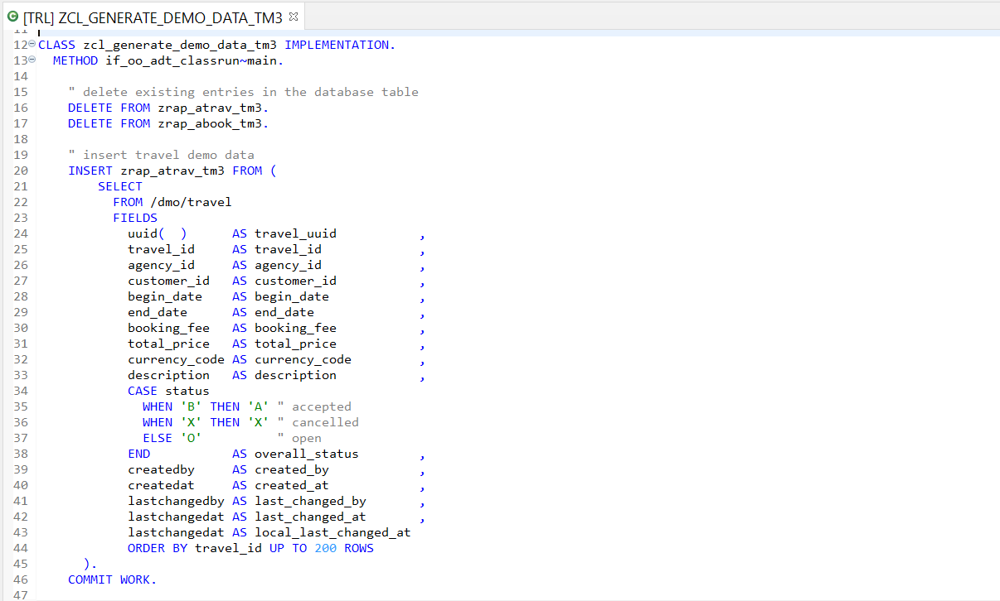 [TRL] ZCL_GENERATE_DEMO_DATA_TM3
11
12 CLASS zcl_generate_demo_data_tm3 IMPLEMENTATION.
13   METHOD if_oo_adt_classrun~main.
14
15     " delete existing entries in the database table
16     DELETE FROM zrap_atrav_tm3.
17     DELETE FROM zrap_abook_tm3.
18
19     " insert travel demo data
20     INSERT zrap_atrav_tm3 FROM (
21         SELECT
22           FROM /dmo/travel
23           FIELDS
24             uuid(  )      AS travel_uuid           ,
25             travel_id     AS travel_id             ,
26             agency_id     AS agency_id             ,
27             customer_id   AS customer_id           ,
28             begin_date    AS begin_date            ,
29             end_date      AS end_date              ,
30             booking_fee   AS booking_fee           ,
31             total_price   AS total_price           ,
32             currency_code AS currency_code         ,
33             description   AS description           ,
34             CASE status
35               WHEN 'B' THEN 'A' " accepted
36               WHEN 'X' THEN 'X' " cancelled
37               ELSE 'O'          " open
38             END           AS overall_status        ,
39             createdby     AS created_by            ,
40             createdat     AS created_at            ,
41             lastchangedby AS last_changed_by       ,
42             lastchangedat AS last_changed_at       ,
43             lastchangedat AS local_last_changed_at
44             ORDER BY travel_id UP TO 200 ROWS
45       ).
46     COMMIT WORK.
47